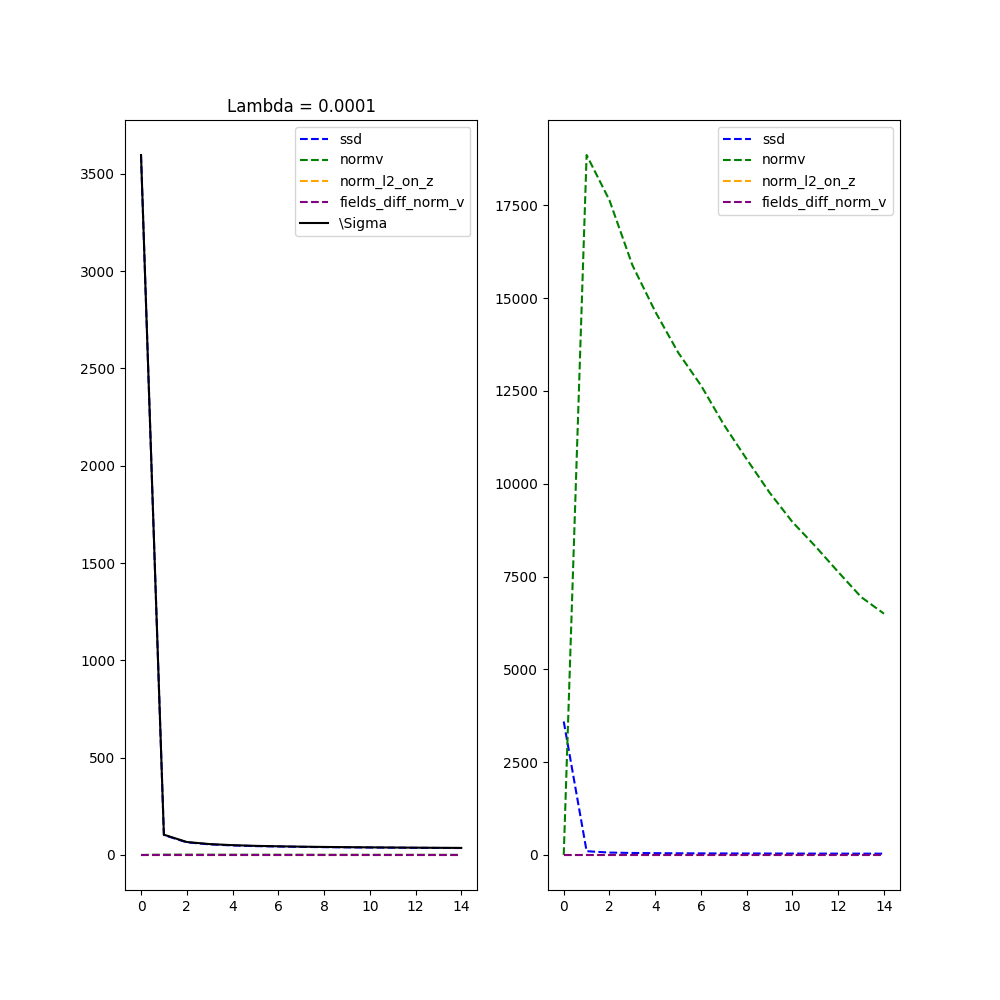 Lambda = 0.0001
ssd
normv
norm_l2_on_z
fields_diff_norm_v
\Sigma
3500
3000
2500
2000
1500
1000
500
0
0 2 4 6 8 10 12 14
ssd
normv
norm_l2_on_z
fields_diff_norm_v
17500
15000
12500
10000
7500
5000
2500
0
0 2 4 6 8 10 12 14